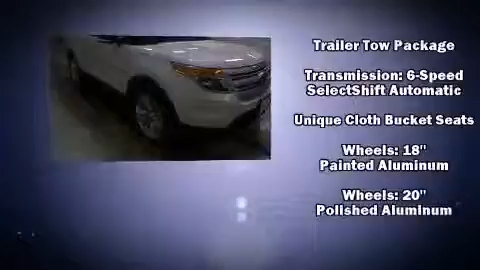 Trailer Tow Package
Transmission: 6-Speed
SelectShift Automatic
Unique Cloth Bucket Seats
Wheels: 18"
Painted Aluminum
Wheels: 20"
Polished Aluminum